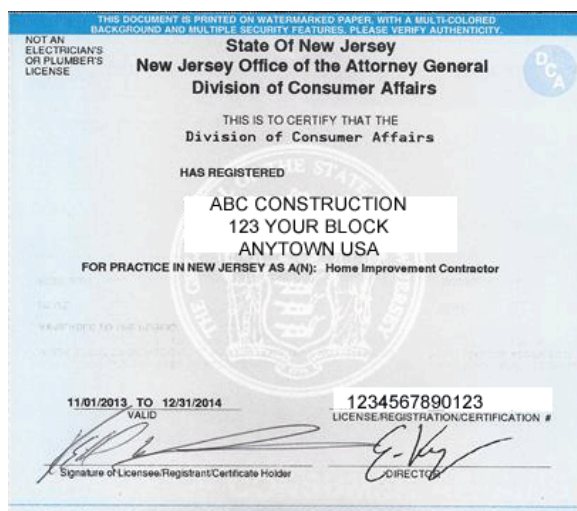 THIS DOCUMENT IS PRINTED ON WATERMARKED PAPER, WITH A MULTI-COLORED
BACKGROUND AND MULTIPLE SECURITY FEATURES. PLEASE VERIFY AUTHENTICITY.
NOT AN
ELECTRICIAN'S
OR PLUMBER'S
LICENSE
State Of New Jersey
New Jersey Office of the Attorney General
Division of Consumer Affairs
DCA
THIS IS TO CERTIFY THAT THE
Division of Consumer Affairs
HAS REGISTERED
ABC CONSTRUCTION
123 YOUR BLOCK
ANYTOWN USA
FOR PRACTICE IN NEW JERSEY AS A(N): Home Improvement Contractor
11/01/2013 TO 12/31/2014
VALID
1234567890123
LICENSE/REGISTRATION/CERTIFICATION #
Signature of Licensee/Registrant/Certificate Holder
DIRECTOR